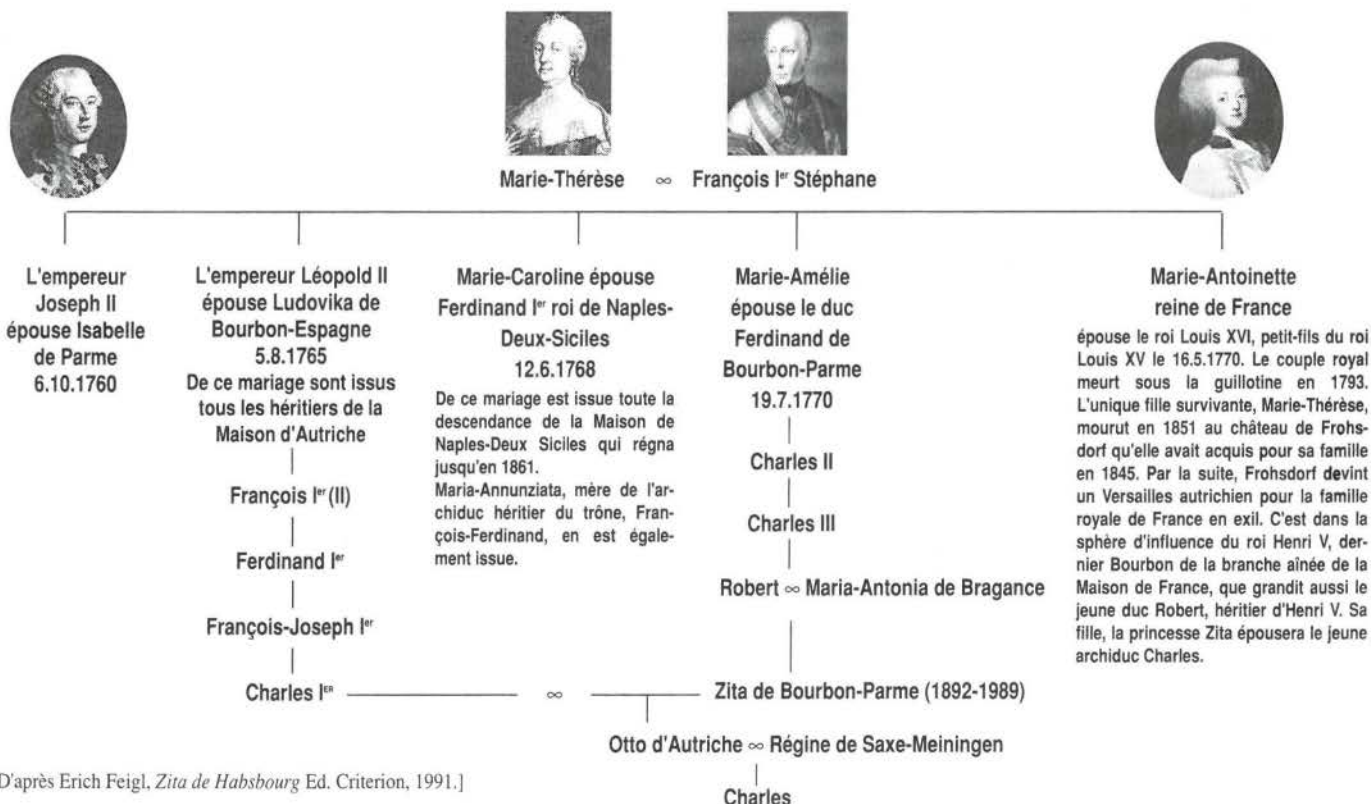 Marie-Thérèse ∞ François Ier Stéphane
L'empereur
Joseph II
épouse Isabelle
de Parme
6.10.1760
L'empereur Léopold II
épouse Ludovika de
Bourbon-Espagne
5.8.1765
De ce mariage sont issus
tous les héritiers de la
Maison d'Autriche
François Ier (II)
Ferdinand Ier
François-Joseph Ier
Charles IER
Marie-Caroline épouse
Ferdinand Ier roi de Naples-
Deux-Siciles
12.6.1768
De ce mariage est issue toute la
descendance de la Maison de
Naples-Deux Siciles qui régna
jusqu'en 1861.
Maria-Annunziata, mère de l'ar-
chiduc héritier du trône, Fran-
çois-Ferdinand, en est égale-
ment issue.
Marie-Amélie
épouse le duc
Ferdinand de
Bourbon-Parme
19.7.1770
Charles II
Charles III
Robert ∞ Maria-Antonia de Bragance
∞
Zita de Bourbon-Parme (1892-1989)
Otto d'Autriche ∞ Régine de Saxe-Meiningen
Charles
Marie-Antoinette
reine de France
épouse le roi Louis XVI, petit-fils du roi
Louis XV le 16.5.1770. Le couple royal
meurt sous la guillotine en 1793.
L'unique fille survivante, Marie-Thérèse,
mourut en 1851 au château de Frohs-
dorf qu'elle avait acquis pour sa famille
en 1845. Par la suite, Frohsdorf devint
un Versailles autrichien pour la famille
royale de France en exil. C'est dans la
sphère d'influence du roi Henri V, der-
nier Bourbon de la branche aînée de la
Maison de France, que grandit aussi le
jeune duc Robert, héritier d'Henri V. Sa
fille, la princesse Zita épousera le jeune
archiduc Charles.
D'après Erich Feigl, Zita de Habsbourg Ed. Criterion, 1991.]